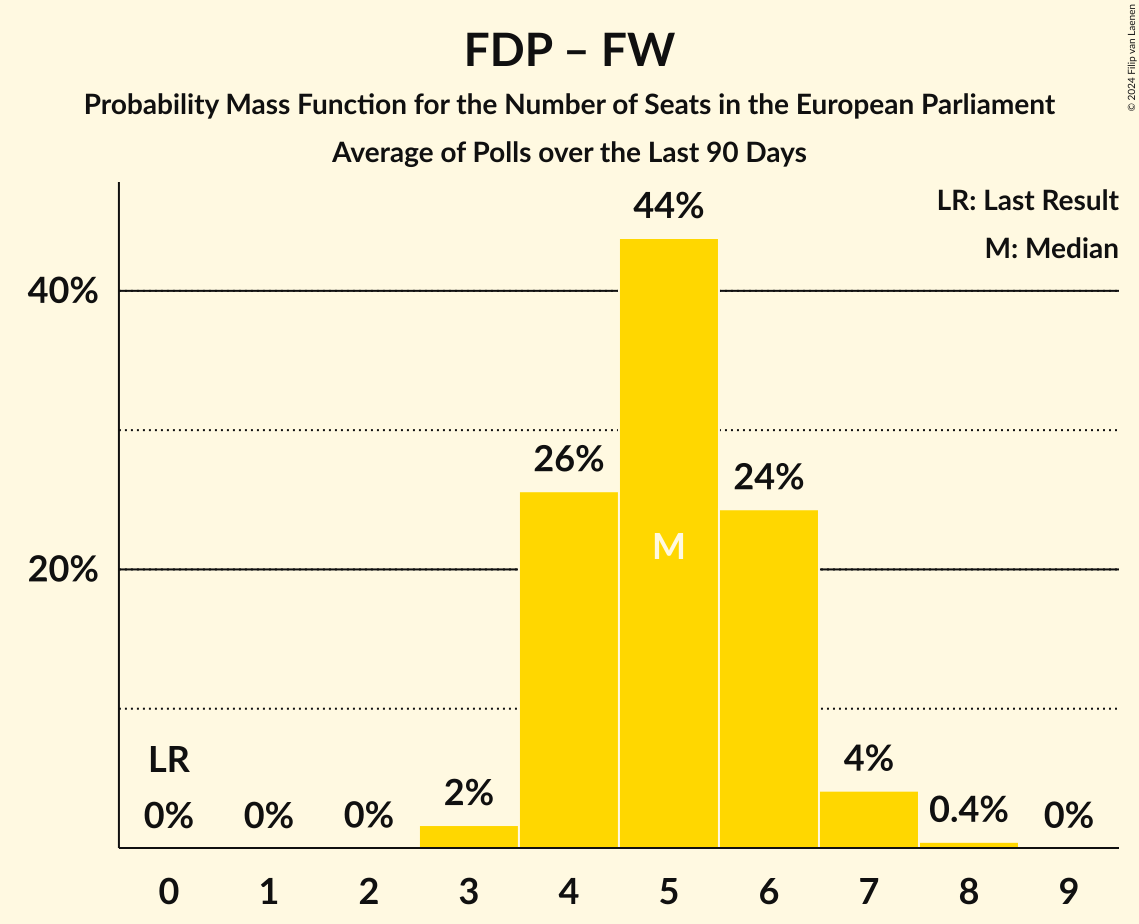 FDP – FW
Probability Mass Function for the Number of Seats in the European Parliament
Average of Polls over the Last 90 Days
© 2024 Filip van Laenen
LR: Last Result
M: Median
44%
40%
26%
24%
M
20%
LR
0%
0%
0%
2%
4%
0.4%
0%
0 1 2 3 4 5 6 7 8 9